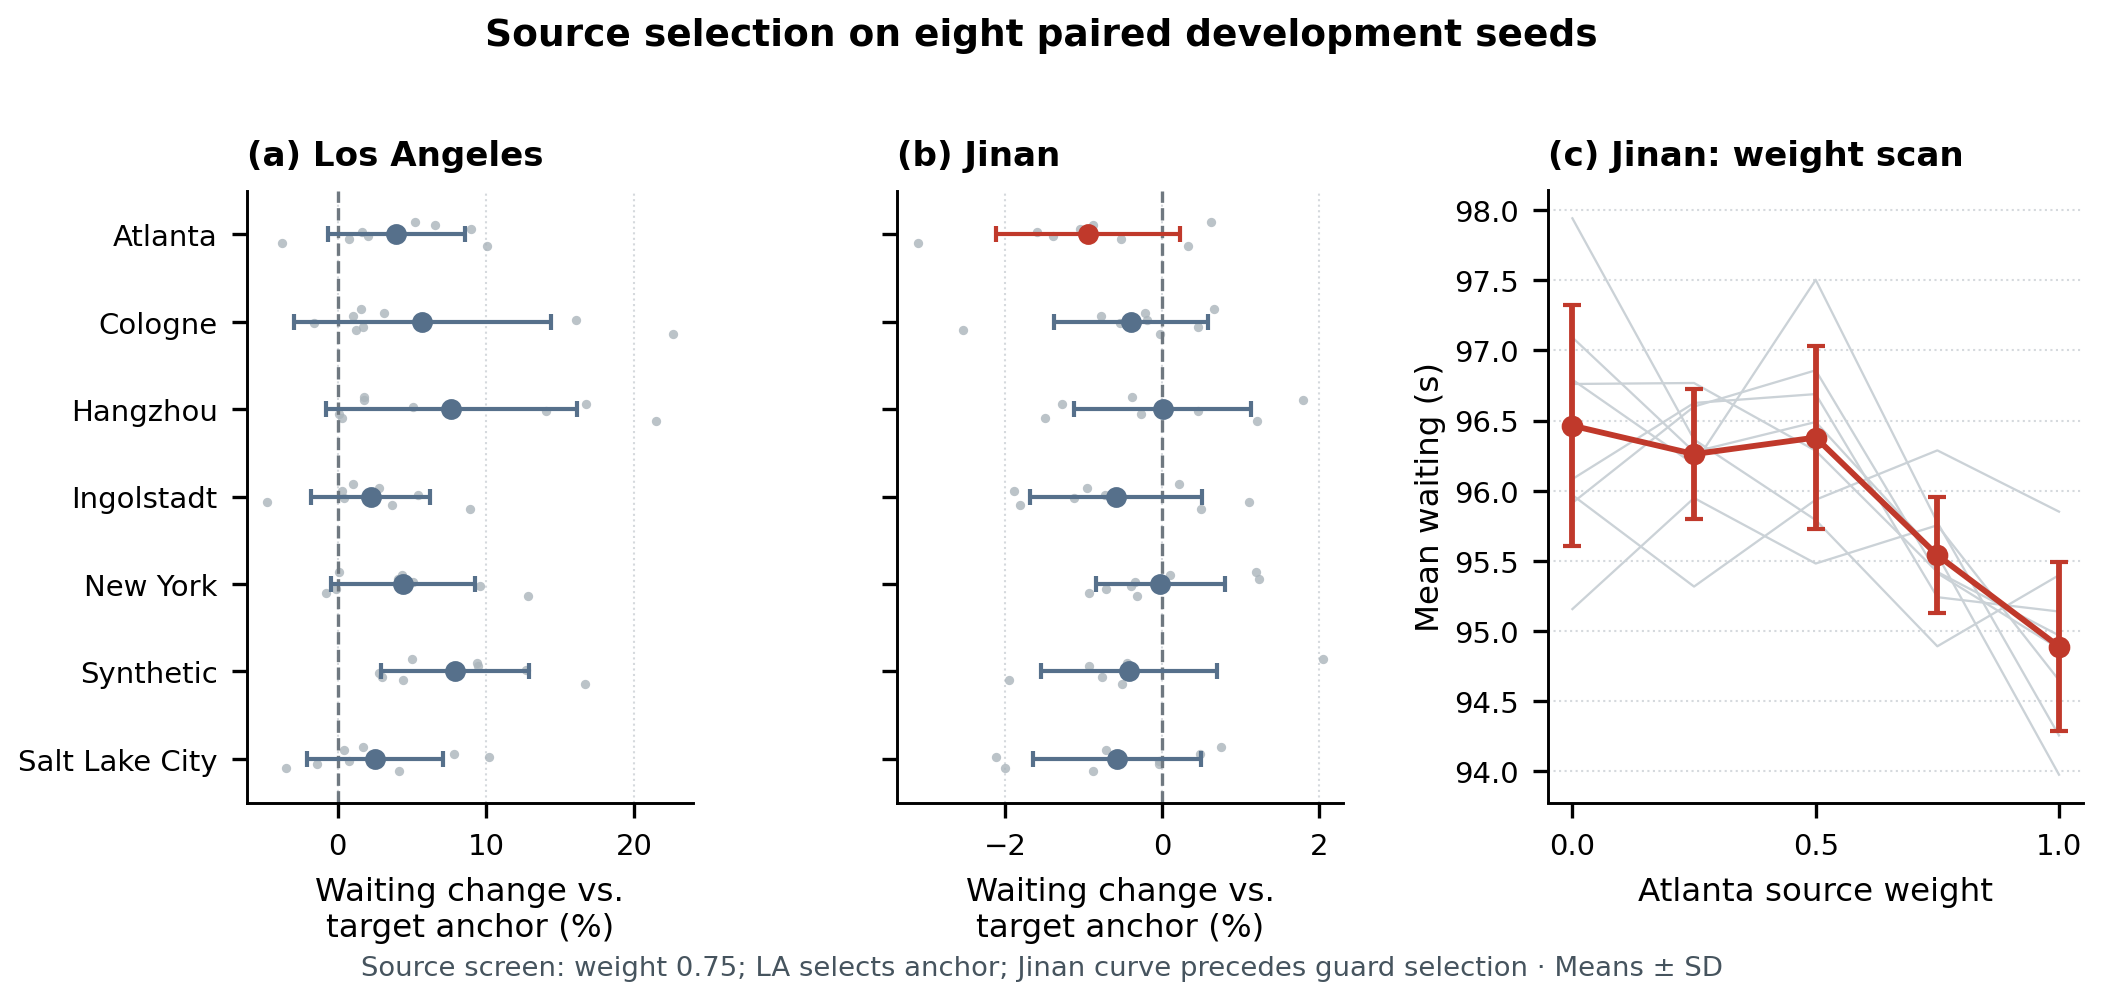 Source selection on eight paired development seeds
(a) Los Angeles
Atlanta
Cologne
Hangzhou
Ingolstadt
New York
Synthetic
Salt Lake City
0 10 20
Waiting change vs.
target anchor (%)
(b) Jinan
−2 0 2
Waiting change vs.
target anchor (%)
(c) Jinan: weight scan
Mean waiting (s)
98.0
97.5
97.0
96.5
96.0
95.5
95.0
94.5
94.0
0.0 0.5 1.0
Atlanta source weight
Source screen: weight 0.75; LA selects anchor; Jinan curve precedes guard selection · Means ± SD